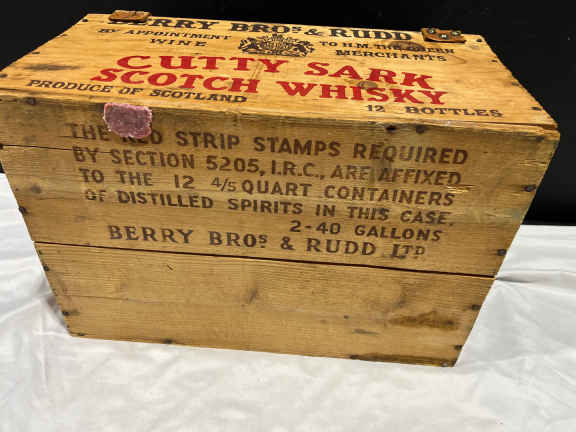 BERRY BROS & RUDD
BY APPOINTMENT TO H.M. THE QUEEN
WINE MERCHANTS
CUTTY SARK
SCOTCH WHISKY
PRODUCE OF SCOTLAND 12 BOTTLES
THE RED STRIP STAMPS REQUIRED
BY SECTION 5205, I.R.C., ARE AFFIXED
TO THE 12 4/5 QUART CONTAINERS
OF DISTILLED SPIRITS IN THIS CASE.
2-40 GALLONS
BERRY BROS & RUDD LTD